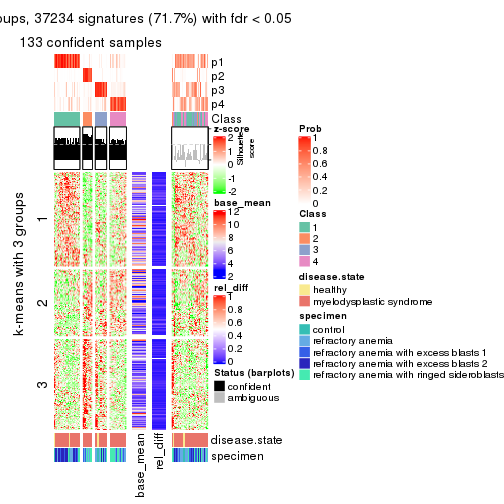 oups, 37234 signatures (71.7%) with fdr < 0.05
133 confident samples
p1
p2
p3
p4
Class
Silhouette
score
k-means with 3 groups
1
2
3
disease.state
specimen
base_mean
rel_diff
z-score
2
1
0
-1
-2
base_mean
12
10
8
6
4
2
rel_diff
1
0.8
0.6
0.4
0.2
0
Status (barplots)
confident
ambiguous
Prob
1
0.8
0.6
0.4
0.2
0
Class
1
2
3
4
disease.state
healthy
myelodysplastic syndrome
specimen
control
refractory anemia
refractory anemia with excess blasts 1
refractory anemia with excess blasts 2
refractory anemia with ringed sideroblasts